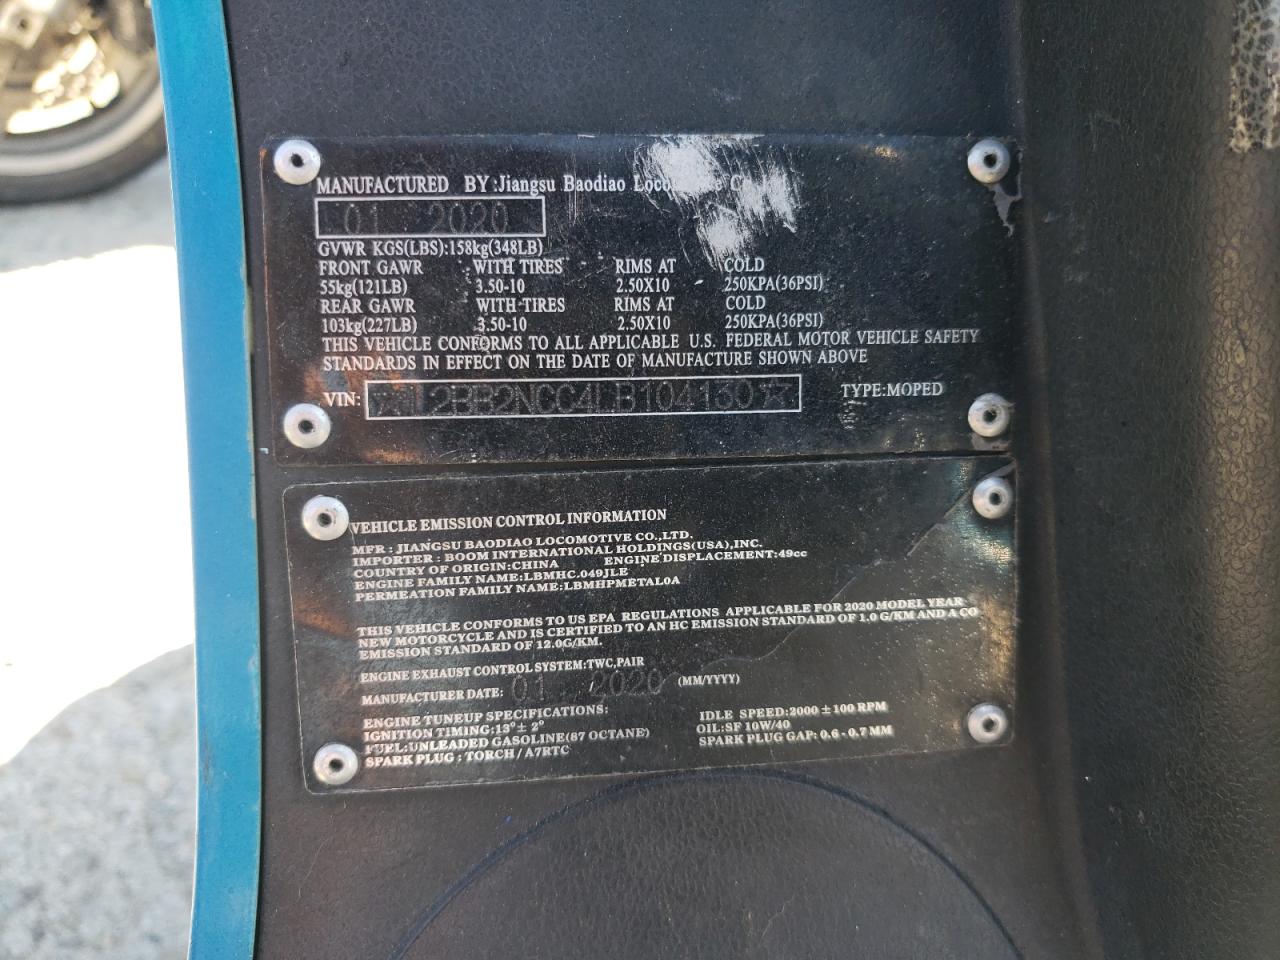 MANUFACTURED BY:Jiangsu Baodiao
01 2020
GVWR KGS(LBS):158kg(348LB)
FRONT GAWR WITH TIRES RIMS AT COLD
55kg(121LB) 3.50-10 2.50X10 250KPA(36PSI)
REAR GAWR WITH TIRES RIMS AT COLD
103kg(227LB) 3.50-10 2.50X10 250KPA(36PSI)
THIS VEHICLE CONFORMS TO ALL APPLICABLE U.S. FEDERAL MOTOR VEHICLE SAFETY
STANDARDS IN EFFECT ON THE DATE OF MANUFACTURE SHOWN ABOVE
VIN: L2BB2NCC4LB104130 TYPE:MOPED
VEHICLE EMISSION CONTROL INFORMATION
MFR : JIANGSU BAODIAO LOCOMOTIVE CO.,LTD.
IMPORTER : BOOM INTERNATIONAL HOLDINGS(USA),INC.
COUNTRY OF ORIGIN:CHINA ENGINE DISPLACEMENT:49cc
ENGINE FAMILY NAME:LBMHC.049JLE
PERMEATION FAMILY NAME:LBMHPMETAL0A
THIS VEHICLE CONFORMS TO US EPA REGULATIONS APPLICABLE FOR 2020 MODEL YEAR
NEW MOTORCYCLE AND IS CERTIFIED TO AN HC EMISSION STANDARD OF 1.0 G/KM AND A CO
EMISSION STANDARD OF 12.0G/KM.
ENGINE EXHAUST CONTROL SYSTEM:TWC,PAIR
MANUFACTURER DATE: 01 2020 (MM/YYYY)
ENGINE TUNEUP SPECIFICATIONS: IDLE SPEED:2000 ± 100 RPM
IGNITION TIMING:13°± 2° OIL:SF 10W/40
FUEL:UNLEADED GASOLINE(87 OCTANE) SPARK PLUG GAP: 0.6 - 0.7 MM
SPARK PLUG : TORCH / A7RTC